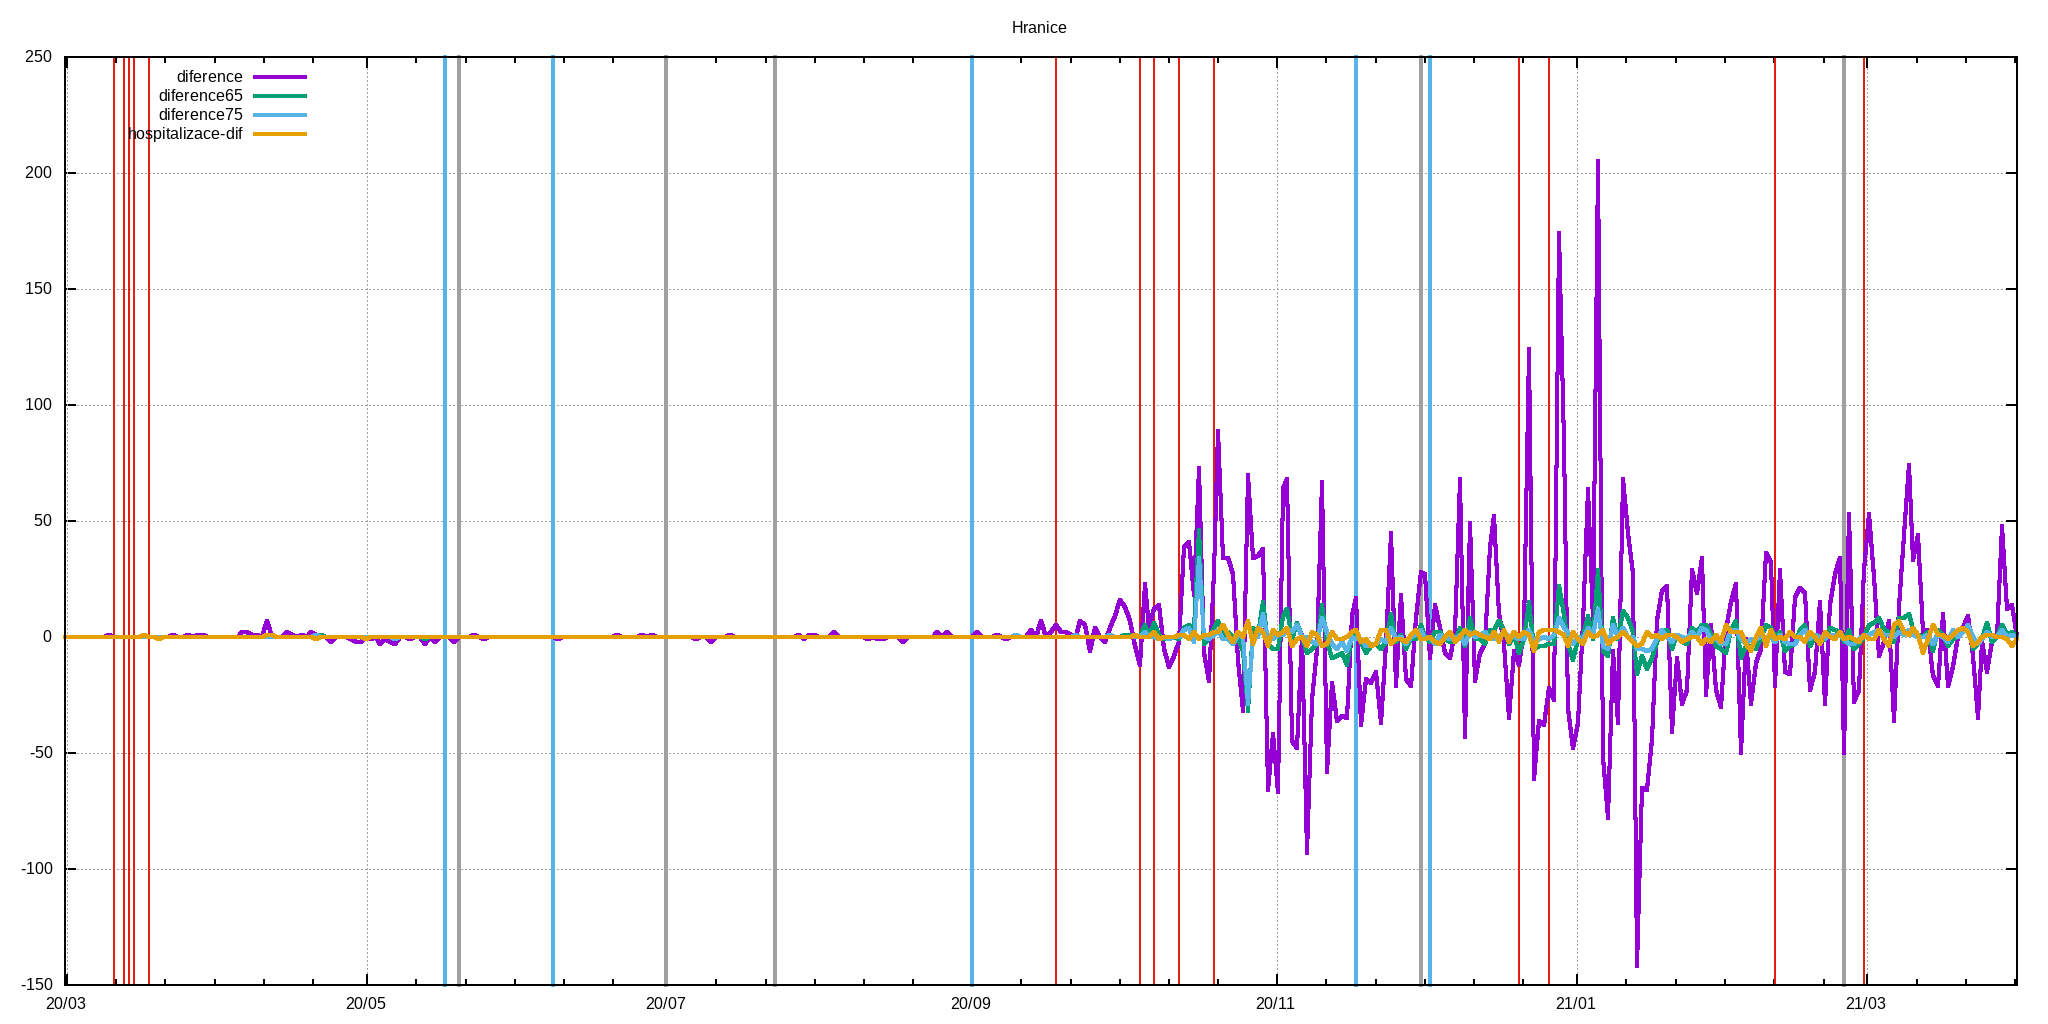 Hranice
250
200
150
100
50
0
-50
-100
-150
diference
diference65
diference75
hospitalizace-dif
20/03 20/05 20/07 20/09 20/11 21/01 21/03